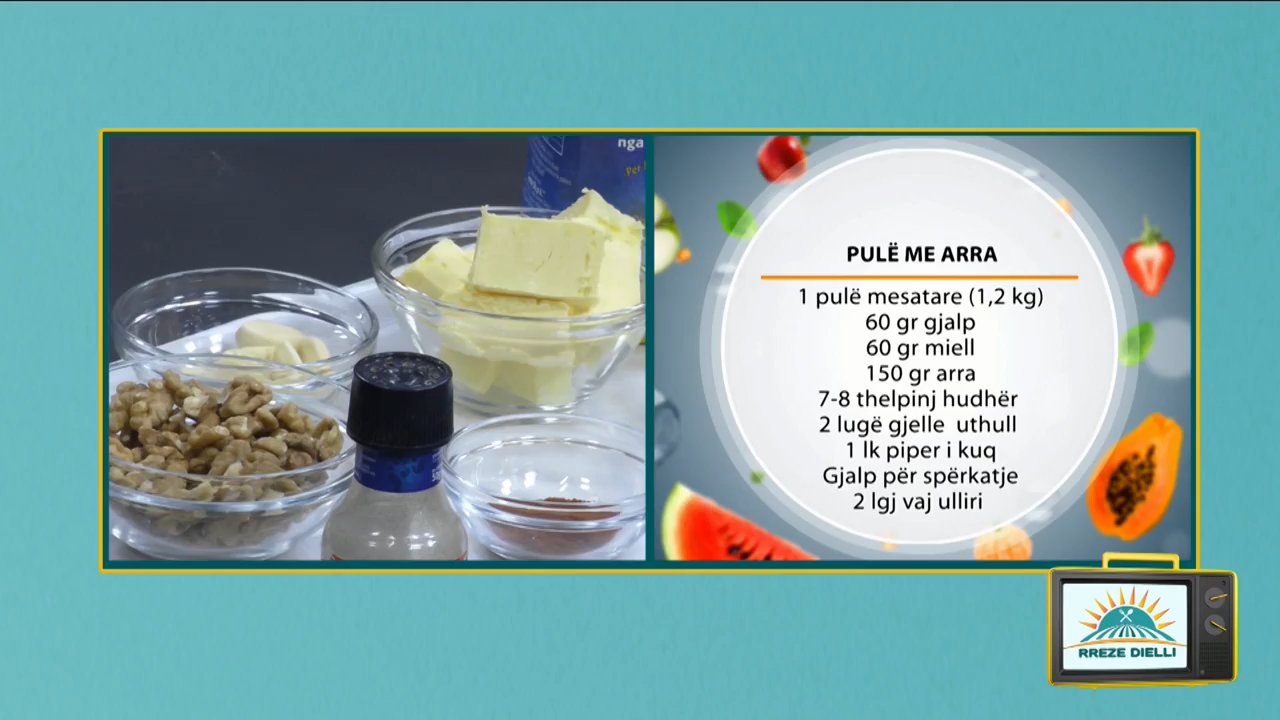 nga
PULË ME ARRA
1 pulë mesatare (1,2 kg)
60 gr gjalp
60 gr miell
150 gr arra
7-8 thelpinj hudhër
2 lugë gjelle uthull
1 lk piper i kuq
Gjalp për spërkatje
2 lgj vaj ulliri
RREZE DIELLI